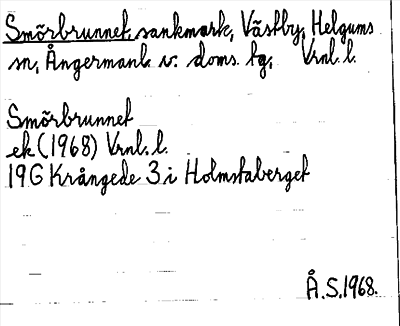 Smörbrunnet, sankmark, Västby, Helgums
sn, Ångermanl. v. doms. tg, Vrnl. l.
Smörbrunnet
ek (1968) Vrnl. l.
19G Krångede 3 i Holmstaberget
Å.S. 1968.